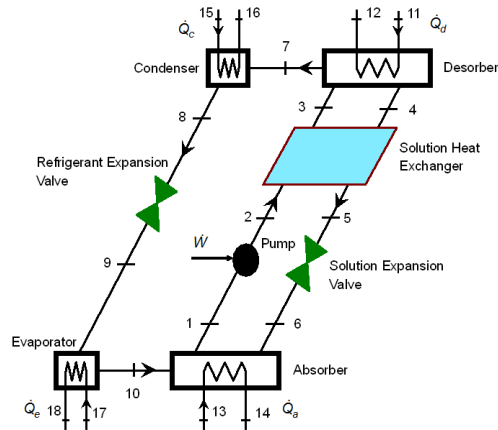 15 16 12 11
Q̇c Q̇d
7
Condenser Desorber
3 4
8
Refrigerant Expansion
Valve
Solution Heat
Exchanger
2 5
Ẇ Pump
9
Solution Expansion
Valve
1 6
Evaporator
10 Absorber
Q̇e 18 17 13 14 Q̇a